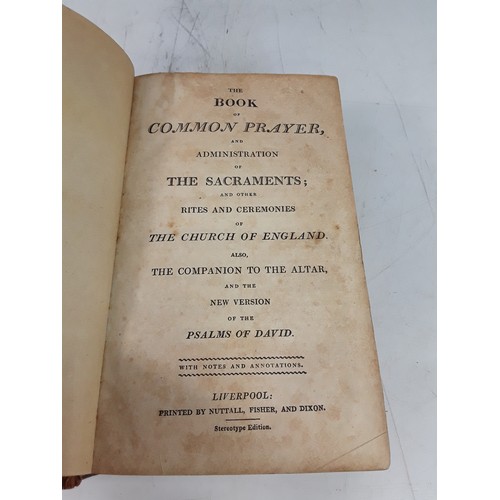 THE
BOOK
OF
COMMON PRAYER,
AND
ADMINISTRATION
OF
THE SACRAMENTS;
AND OTHER
RITES AND CEREMONIES
OF
THE CHURCH OF ENGLAND.
ALSO,
THE COMPANION TO THE ALTAR,
AND THE
NEW VERSION
OF THE
PSALMS OF DAVID.
WITH NOTES AND ANNOTATIONS.
LIVERPOOL:
PRINTED BY NUTTALL, FISHER, AND DIXON.
Stereotype Edition.